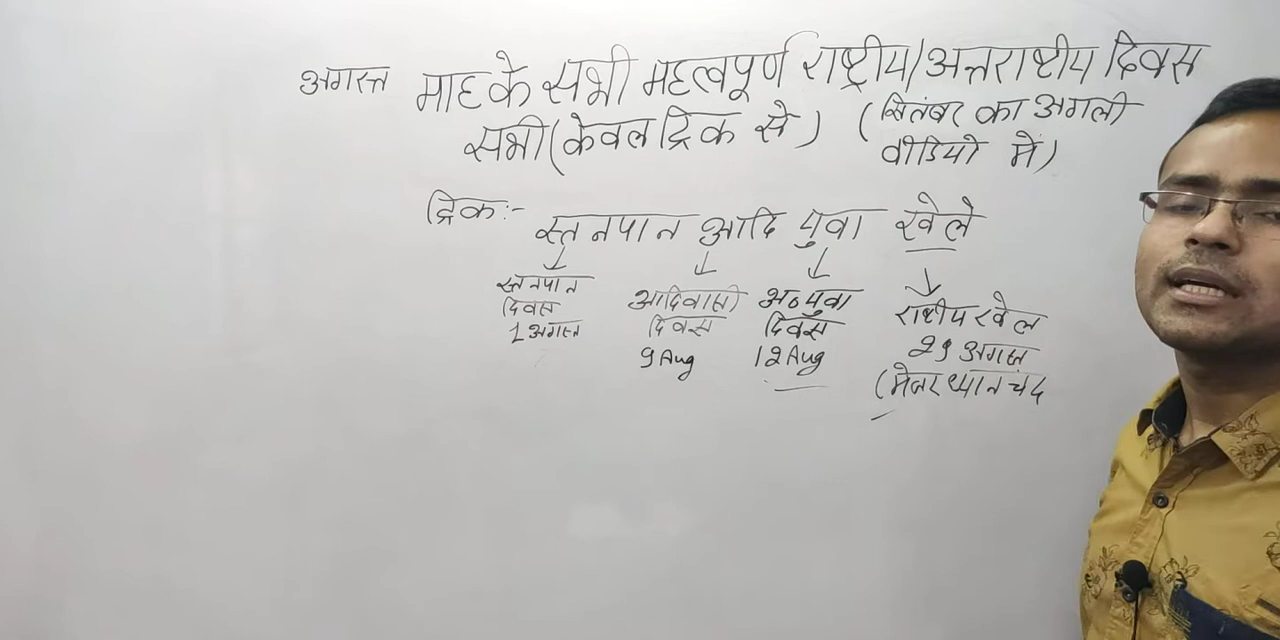 अगस्त माह के सभी महत्वपूर्ण राष्ट्रीय/अन्तराष्ट्रीय दिवस
सभी (केवल ट्रिक से) (सितंबर का अगली
वीडियो में)
ट्रिक:- स्तनपान आदि युवा खेले
स्तनपान
दिवस
1 अगस्त
आदिवासी
दिवस
9 Aug
अ० युवा
दिवस
12 Aug
राष्ट्रीय खेल
29 अगस्त
(मेजर ध्यानचंद